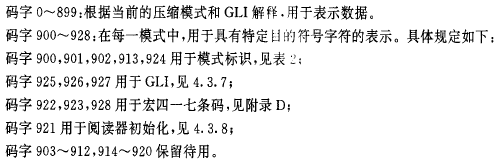 码字 0～899:根据当前的压缩模式和 GLI 解释,用于表示数据。
码字 900～928:在每一模式中,用于具有特定目的符号字符的表示。具体规定如下:
码字 900,901,902,913,924 用于模式标识,见表 2;
码字 925,926,927 用于 GLI,见 4.3.7;
码字 922,923,928 用于宏四一七条码,见附录 D;
码字 921 用于阅读器初始化,见 4.3.8;
码字 903～912,914～920 保留待用。